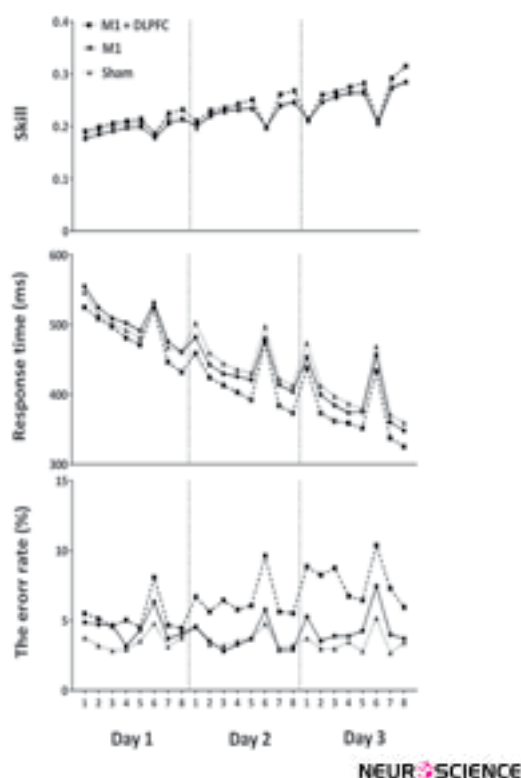 0.4
M1 + DLPFC
M1
Sham
0.3
0.2
0.1
0
Skill
600
500
400
300
Response time (ms)
15
10
5
0
The erorr rate (%)
1 2 3 4 5 6 7 8 1 2 3 4 5 6 7 8 1 2 3 4 5 6 7 8
Day 1 Day 2 Day 3
NEUROSCIENCE